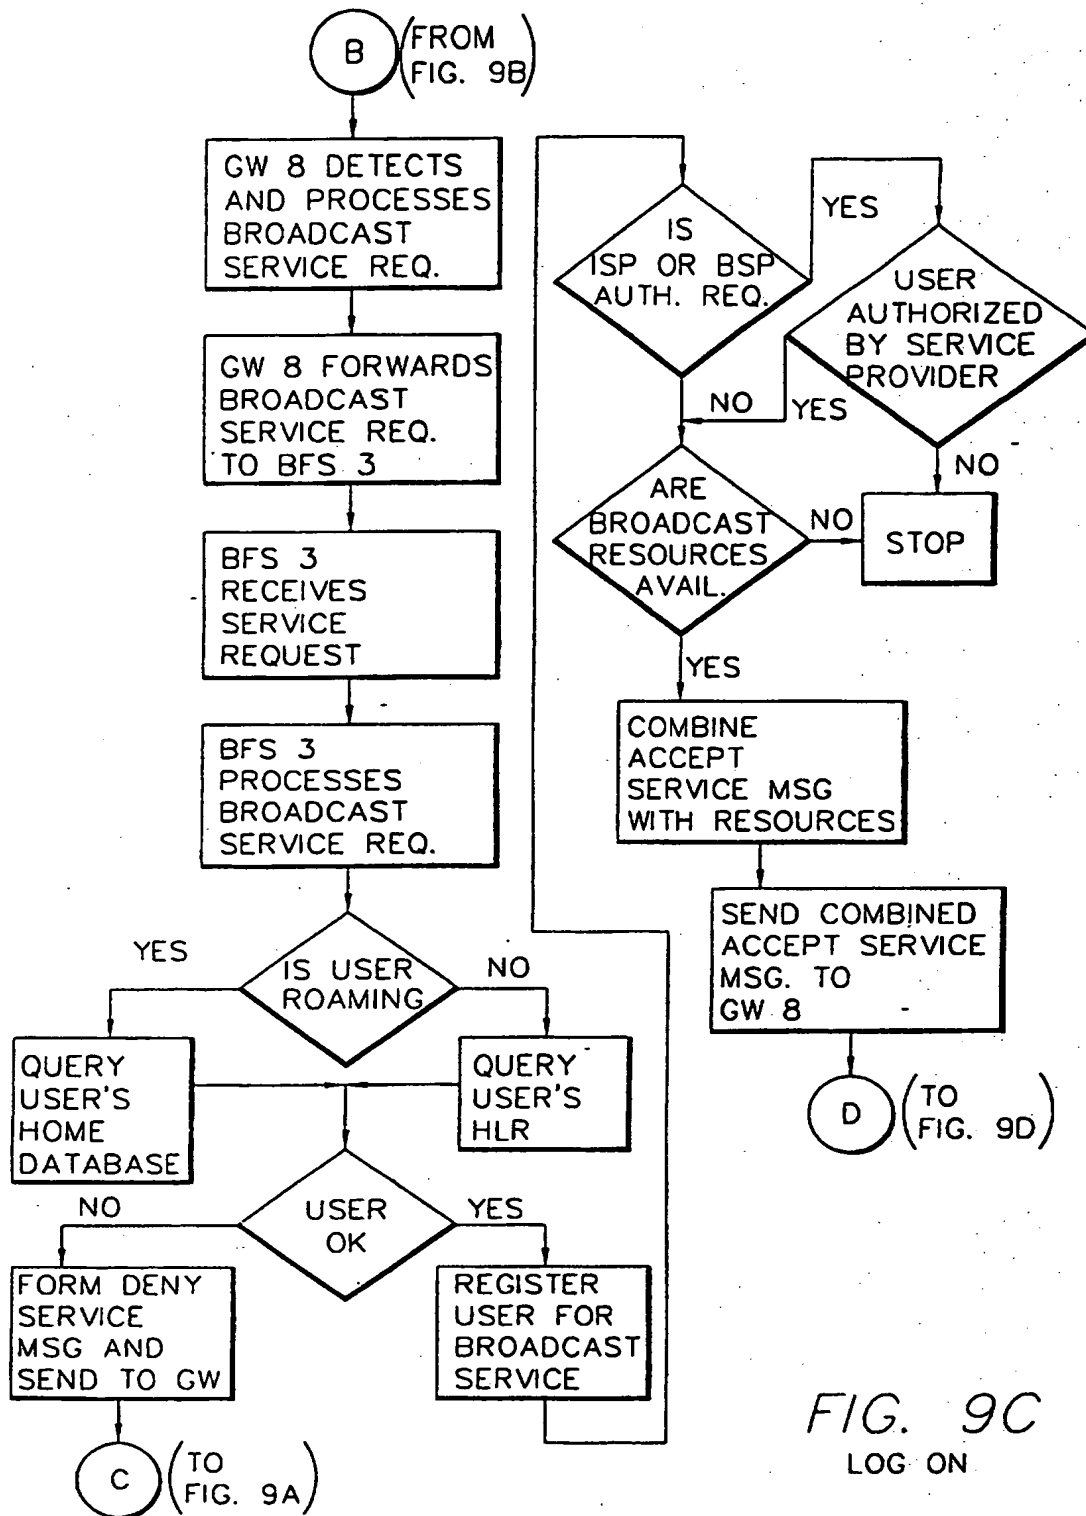 B
(FROM
FIG. 9B)
GW 8 DETECTS
AND PROCESSES
BROADCAST
SERVICE REQ.
GW 8 FORWARDS
BROADCAST
SERVICE REQ.
TO BFS 3
BFS 3
RECEIVES
SERVICE
REQUEST
BFS 3
PROCESSES
BROADCAST
SERVICE REQ.
YES
IS USER
ROAMING
NO
QUERY
USER'S
HOME
DATABASE
QUERY
USER'S
HLR
NO
USER
OK
YES
FORM DENY
SERVICE
MSG AND
SEND TO GW
REGISTER
USER FOR
BROADCAST
SERVICE
C
(TO
FIG. 9A)
IS
ISP OR BSP
AUTH. REQ.
YES
USER
AUTHORIZED
BY SERVICE
PROVIDER
NO
YES
NO
ARE
BROADCAST
RESOURCES
AVAIL.
NO
STOP
YES
COMBINE
ACCEPT
SERVICE MSG
WITH RESOURCES
SEND COMBINED
ACCEPT SERVICE
MSG. TO
GW 8
D
(TO
FIG. 9D)
FIG. 9C
LOG ON